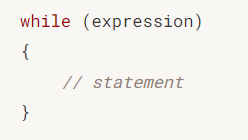 while (expression)
{
    // statement
}